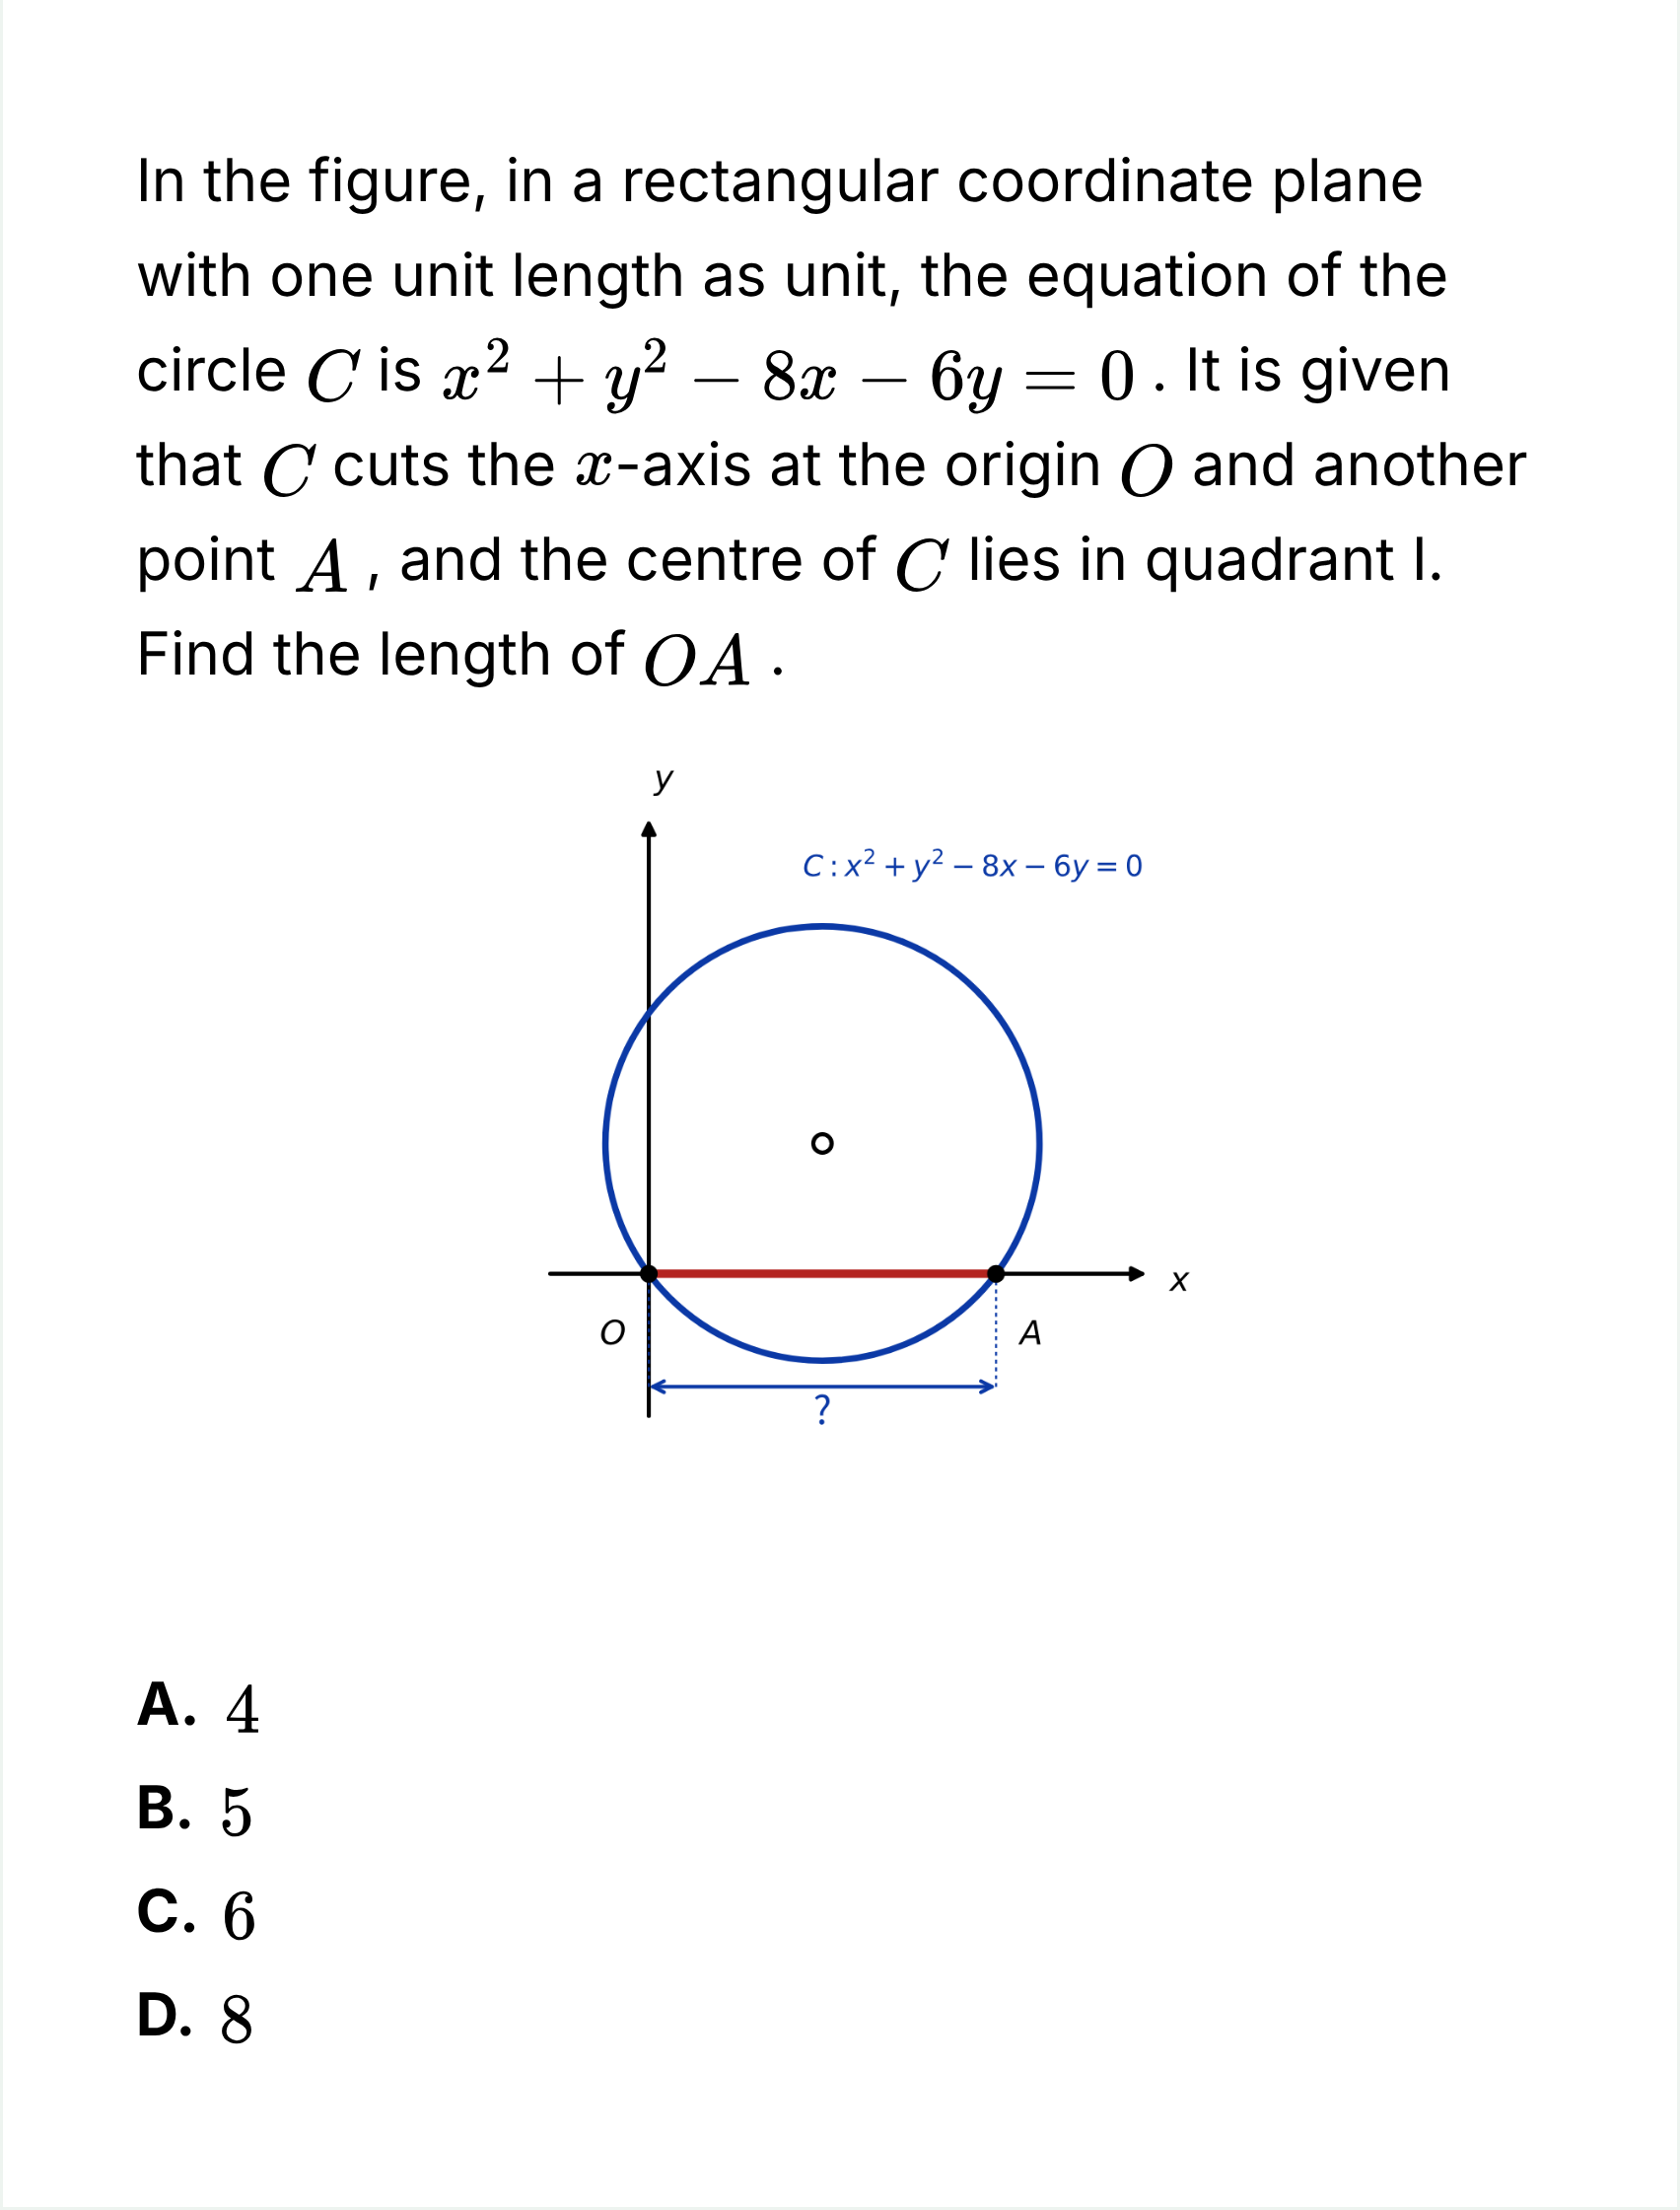 In the figure, in a rectangular coordinate plane
with one unit length as unit, the equation of the
circle C is x² + y² − 8x − 6y = 0 . It is given
that C cuts the x-axis at the origin O and another
point A , and the centre of C lies in quadrant I.
Find the length of OA .
y
C : x² + y² − 8x − 6y = 0
x
O
A
?
A. 4
B. 5
C. 6
D. 8